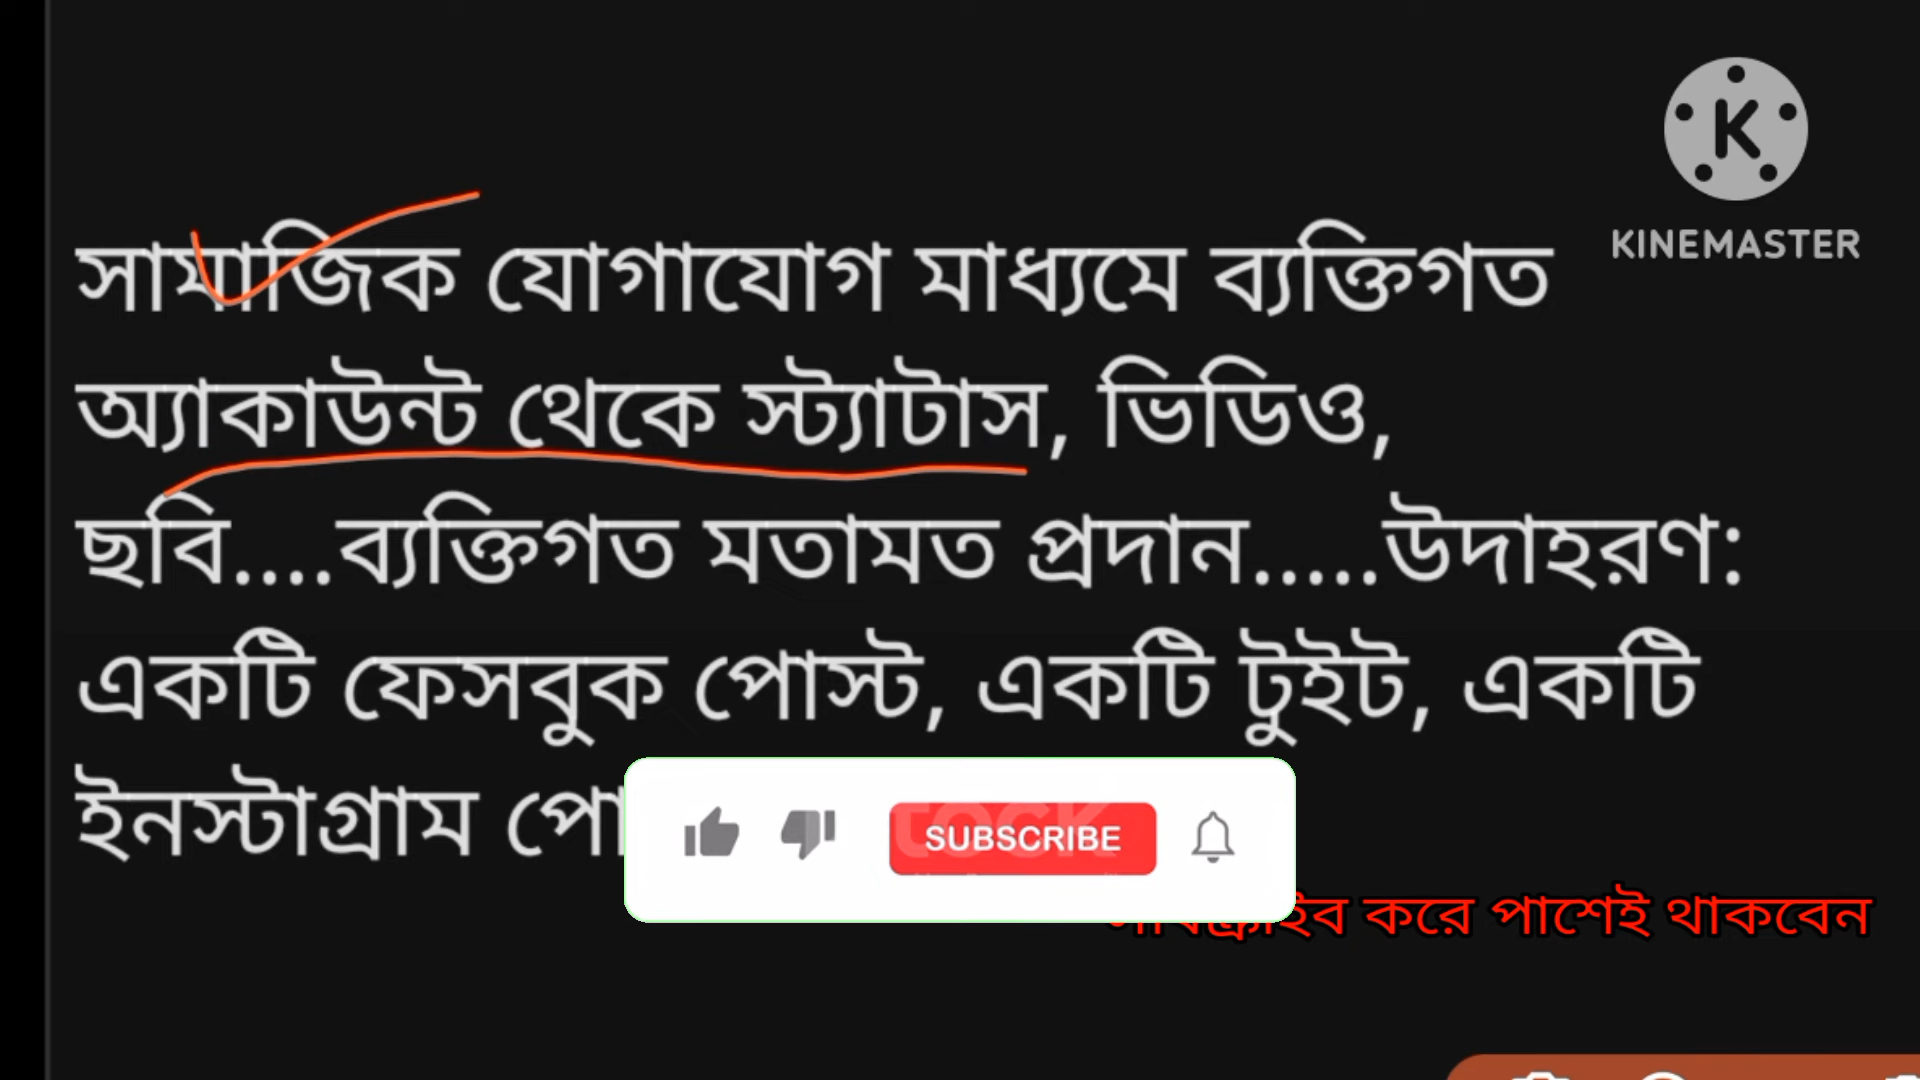 সামাজিক যোগাযোগ মাধ্যমে ব্যক্তিগত
অ্যাকাউন্ট থেকে স্ট্যাটাস, ভিডিও,
ছবি....ব্যক্তিগত মতামত প্রদান.....উদাহরণ:
একটি ফেসবুক পোস্ট, একটি টুইট, একটি
ইনস্টাগ্রাম
KINEMASTER
SUBSCRIBE
করে পাশেই থাকবেন